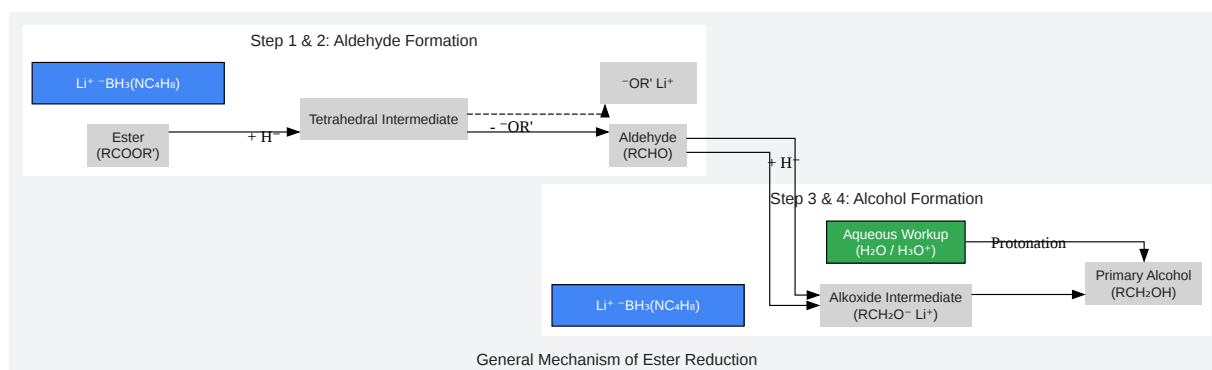 Step 1 & 2: Aldehyde Formation
Li⁺ ⁻BH₃(NC₄H₈)
Ester
(RCOOR')
+ H⁻
Tetrahedral Intermediate
- ⁻OR'
⁻OR' Li⁺
Aldehyde
(RCHO)
+ H⁻
Step 3 & 4: Alcohol Formation
Aqueous Workup
(H₂O / H₃O⁺)
Protonation
Primary Alcohol
(RCH₂OH)
Li⁺ ⁻BH₃(NC₄H₈)
Alkoxide Intermediate
(RCH₂O⁻ Li⁺)
General Mechanism of Ester Reduction